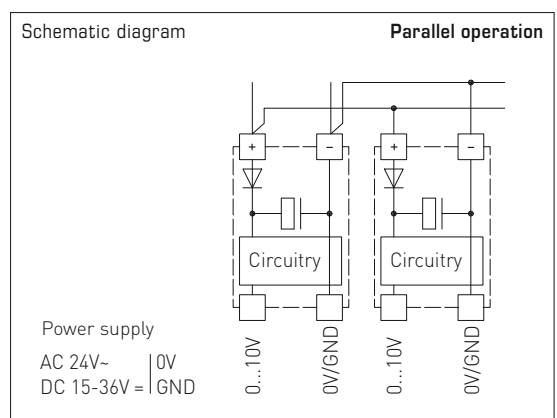 Schematic diagram
Parallel operation
+ – + –
Circuitry Circuitry
Power supply
AC 24V~ 0V
DC 15-36V = GND
0...10V 0V/GND 0...10V 0V/GND